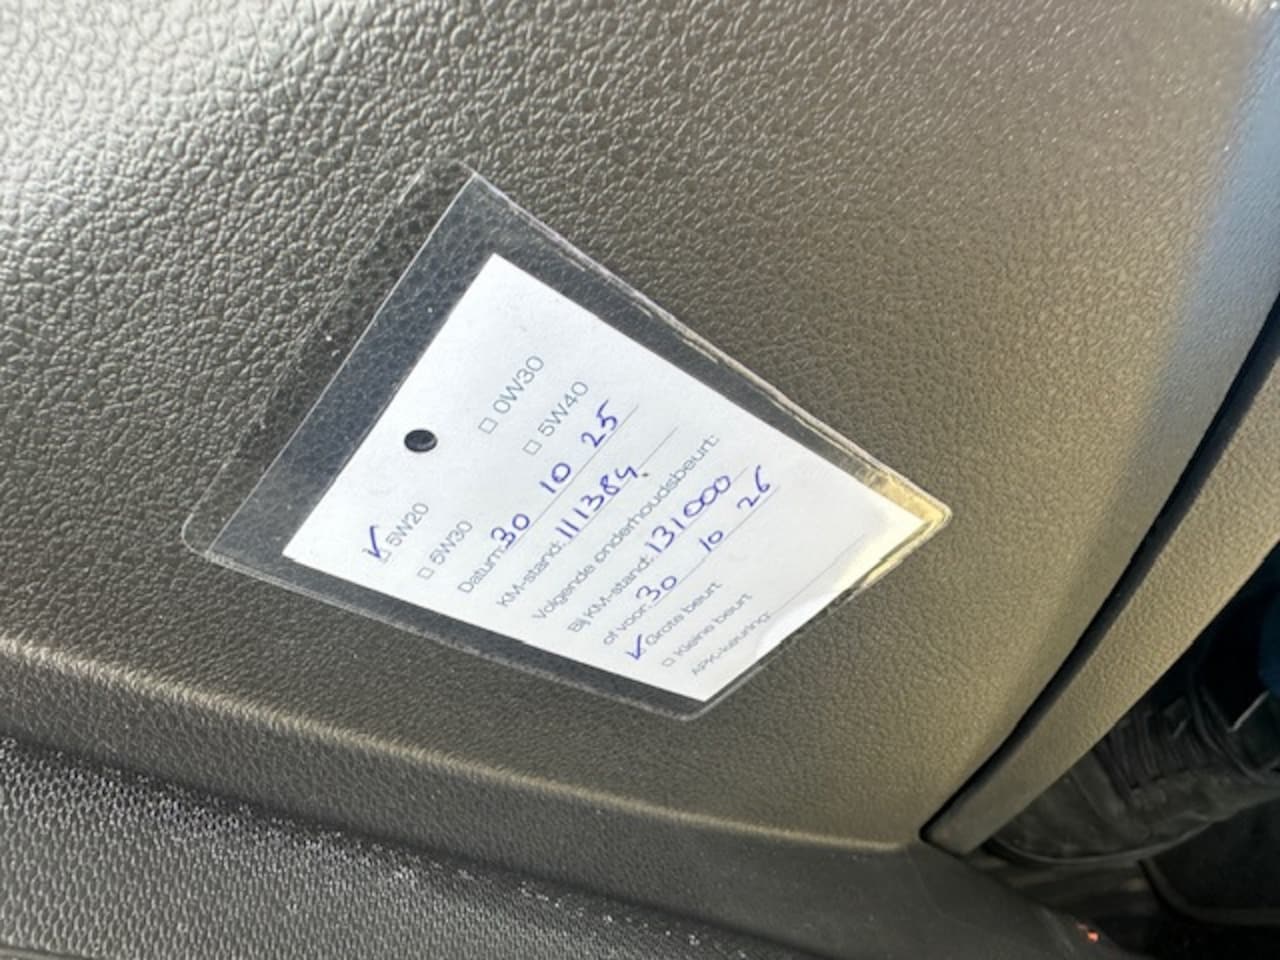 ☑ 5W20 ☐ 0W30
☐ 5W30 ☐ 5W40
Datum: 30 10 25
KM-stand: 111384.
Volgende onderhoudsbeurt:
Bij KM-stand: 131000
of voor: 30 10 26
☑ Grote beurt
☐ Kleine beurt
APK-keuring: